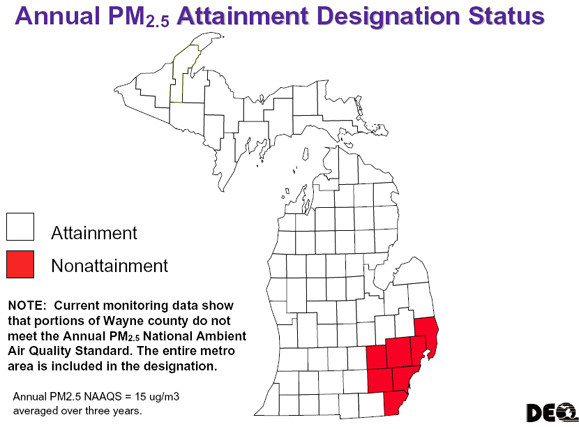 Annual PM2.5 Attainment Designation Status
Attainment
Nonattainment
NOTE: Current monitoring data show
that portions of Wayne county do not
meet the Annual PM2.5 National Ambient
Air Quality Standard. The entire metro
area is included in the designation.
Annual PM2.5 NAAQS = 15 ug/m3
averaged over three years.
DEQ